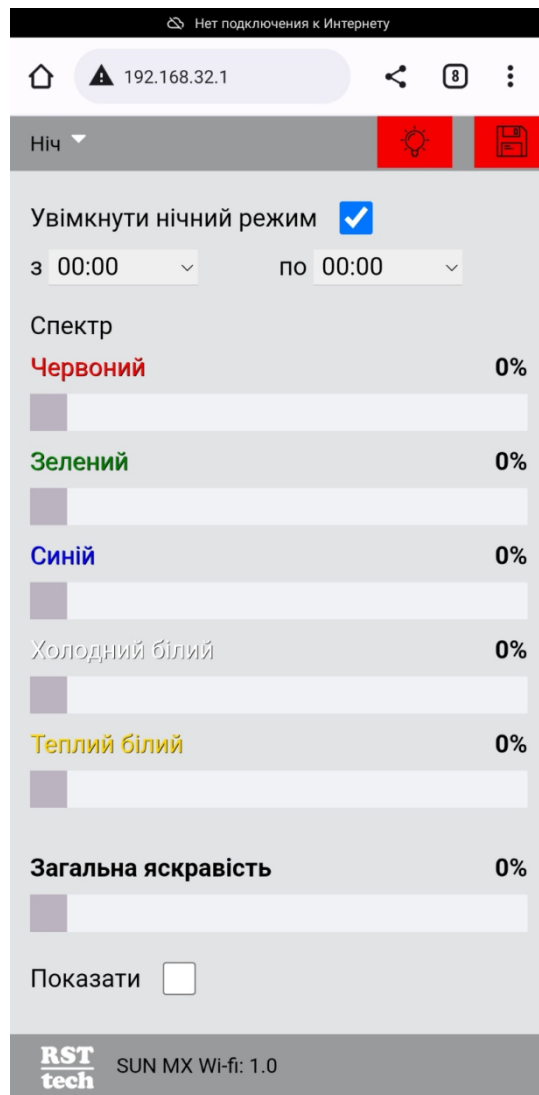 Нет подключения к Интернету
192.168.32.1 8
Ніч
Увімкнути нічний режим
з 00:00 по 00:00
Спектр
Червоний 0%
Зелений 0%
Синій 0%
Холодний білий 0%
Теплий білий 0%
Загальна яскравість 0%
Показати
RST
tech
SUN MX Wi-fi: 1.0